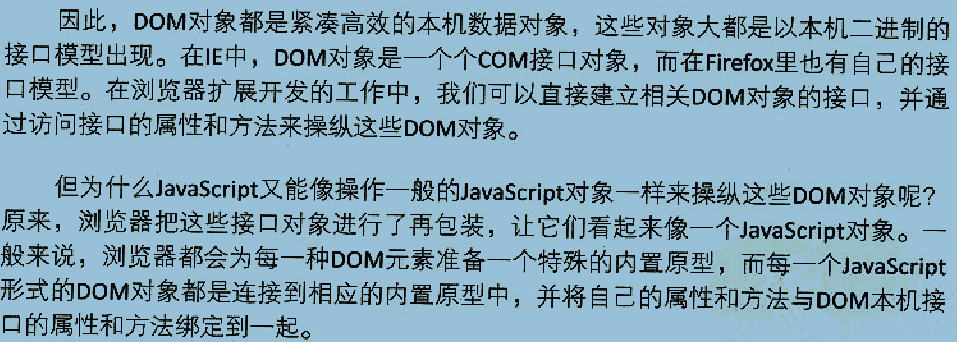 因此，DOM对象都是紧凑高效的本机数据对象，这些对象大都是以本机二进制的
接口模型出现。在IE中，DOM对象是一个个COM接口对象，而在Firefox里也有自己的接
口模型。在浏览器扩展开发的工作中，我们可以直接建立相关DOM对象的接口，并通
过访问接口的属性和方法来操纵这些DOM对象。
但为什么JavaScript又能像操作一般的JavaScript对象一样来操纵这些DOM对象呢？
原来，浏览器把这些接口对象进行了再包装，让它们看起来像一个JavaScript对象。一
般来说，浏览器都会为每一种DOM元素准备一个特殊的内置原型，而每一个JavaScript
形式的DOM对象都是连接到相应的内置原型中，并将自己的属性和方法与DOM本机接
口的属性和方法绑定到一起。